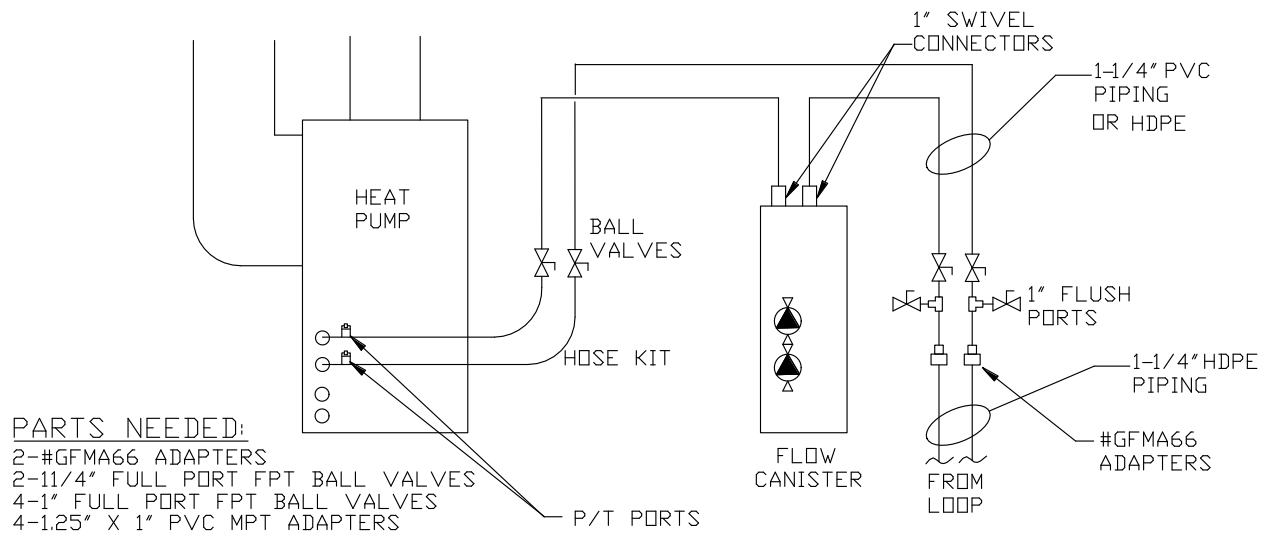 1" SWIVEL
CONNECTORS
1-1/4" PVC
PIPING
OR HDPE
HEAT
PUMP
BALL
VALVES
1" FLUSH
PORTS
HOSE KIT
1-1/4" HDPE
PIPING
PARTS NEEDED:
2-#GFMA66 ADAPTERS
2-11/4" FULL PORT FPT BALL VALVES
4-1" FULL PORT FPT BALL VALVES
4-1.25" X 1" PVC MPT ADAPTERS
FLOW
CANISTER
FROM
LOOP
#GFMA66
ADAPTERS
P/T PORTS